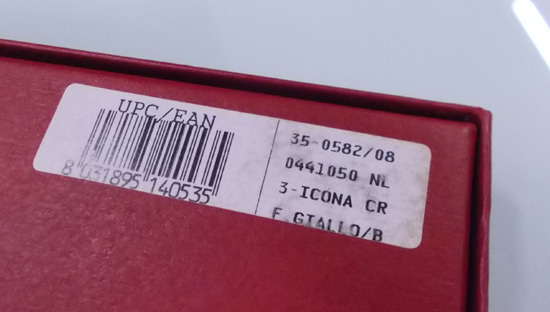 UPC/EAN
8 031895 140535
35-0582/08
0441050 NL
3-ICONA CR
F.GIALLO/B